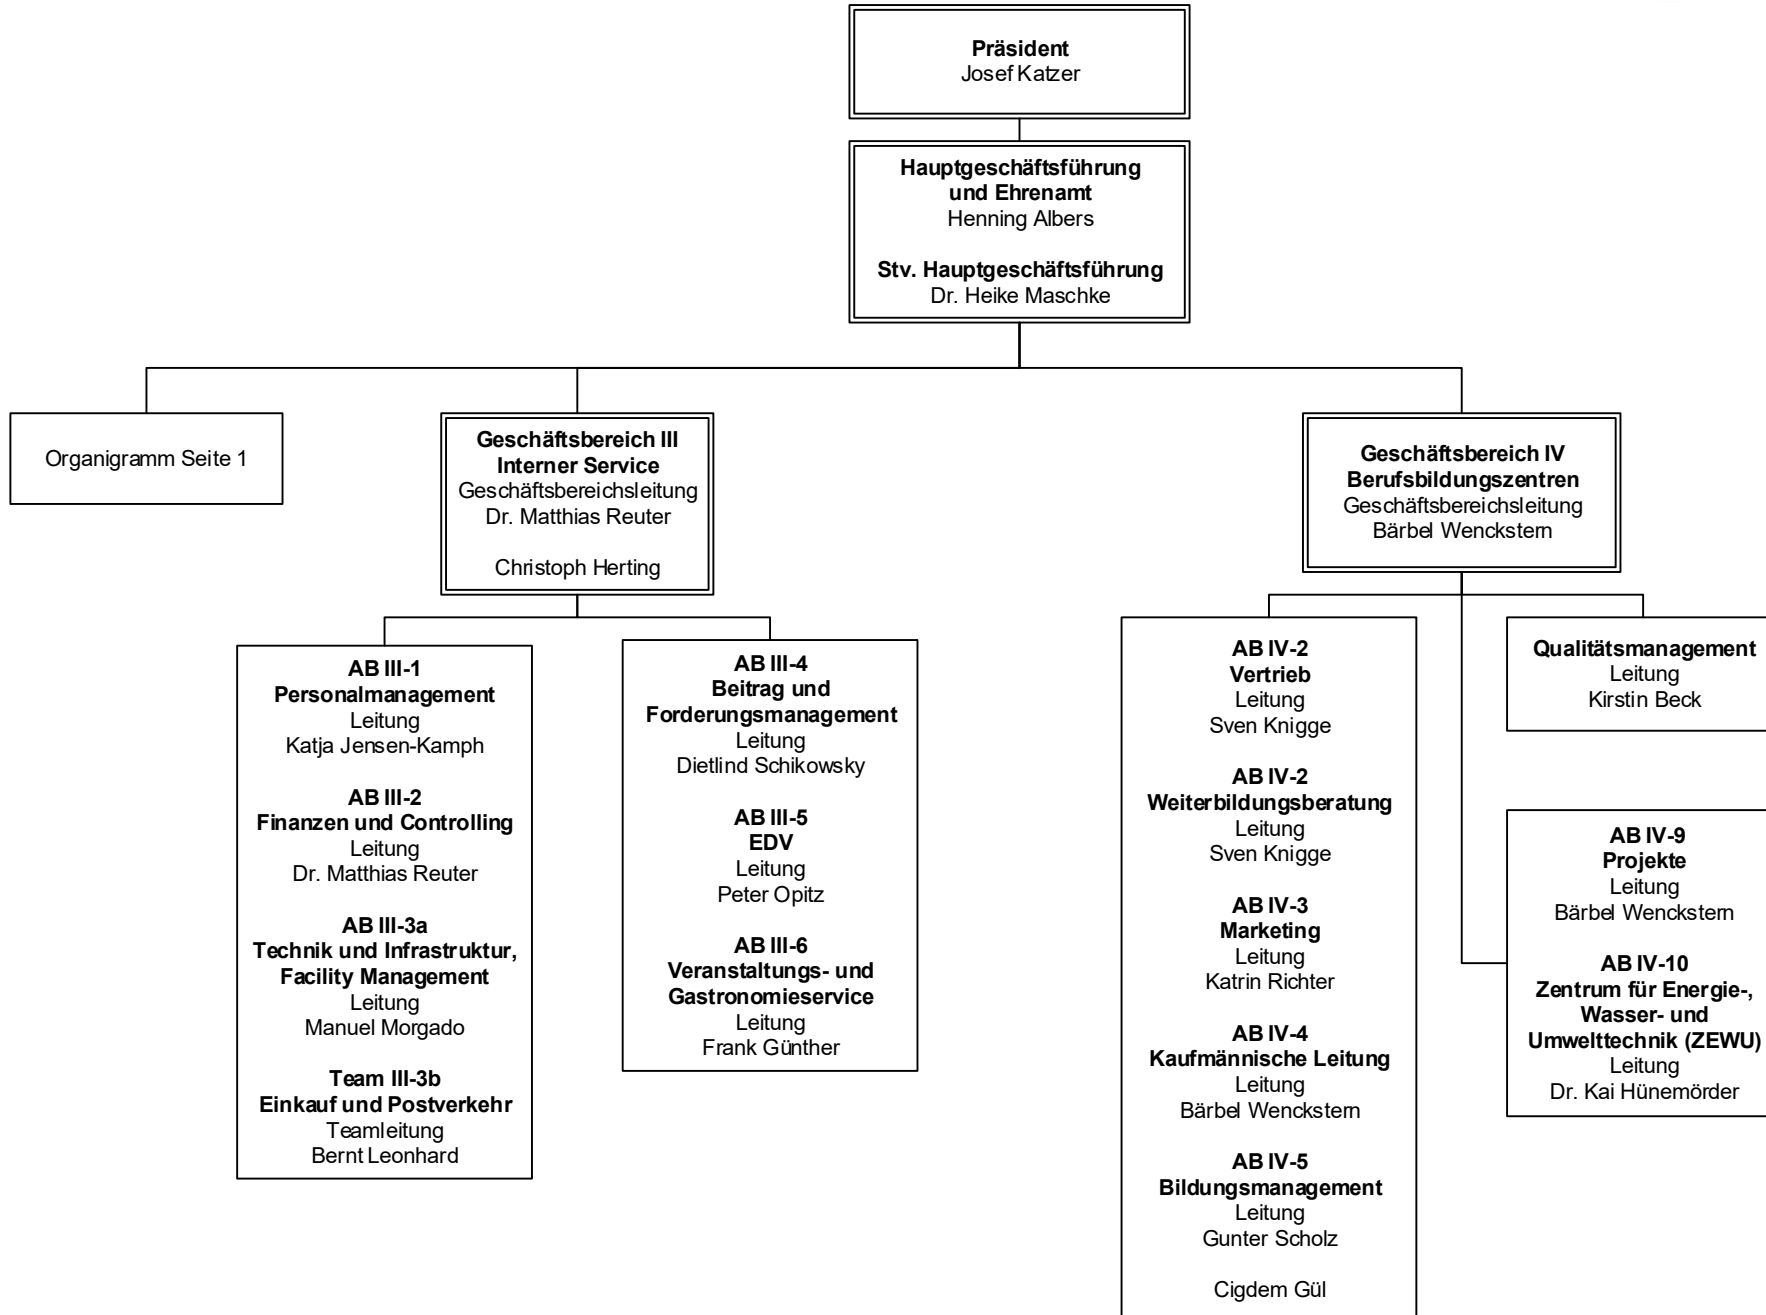 Präsident
Josef Katzer
Hauptgeschäftsführung
und Ehrenamt
Henning Albers
Stv. Hauptgeschäftsführung
Dr. Heike Maschke
Organigramm Seite 1
Geschäftsbereich III
Interner Service
Geschäftsbereichsleitung
Dr. Matthias Reuter
Christoph Herting
Geschäftsbereich IV
Berufsbildungszentren
Geschäftsbereichsleitung
Bärbel Wenckstern
AB III-1
Personalmanagement
Leitung
Katja Jensen-Kamph
AB III-2
Finanzen und Controlling
Leitung
Dr. Matthias Reuter
AB III-3a
Technik und Infrastruktur,
Facility Management
Leitung
Manuel Morgado
Team III-3b
Einkauf und Postverkehr
Teamleitung
Bernt Leonhard
AB III-4
Beitrag und
Forderungsmanagement
Leitung
Dietlind Schikowsky
AB III-5
EDV
Leitung
Peter Opitz
AB III-6
Veranstaltungs- und
Gastronomieservice
Leitung
Frank Günther
AB IV-2
Vertrieb
Leitung
Sven Knigge
AB IV-2
Weiterbildungsberatung
Leitung
Sven Knigge
AB IV-3
Marketing
Leitung
Katrin Richter
AB IV-4
Kaufmännische Leitung
Leitung
Bärbel Wenckstern
AB IV-5
Bildungsmanagement
Leitung
Gunter Scholz
Cigdem Gül
Qualitätsmanagement
Leitung
Kirstin Beck
AB IV-9
Projekte
Leitung
Bärbel Wenckstern
AB IV-10
Zentrum für Energie-,
Wasser- und
Umwelttechnik (ZEWU)
Leitung
Dr. Kai Hünemörder